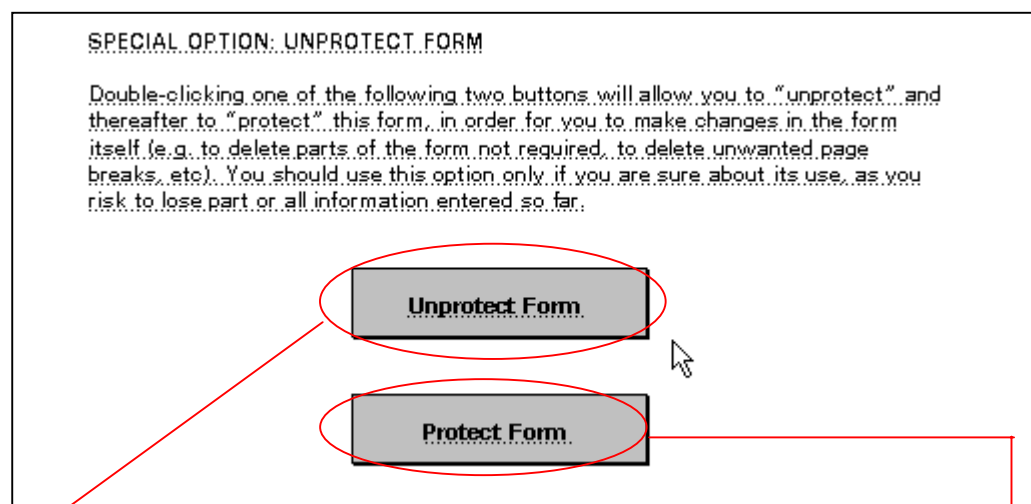 SPECIAL OPTION: UNPROTECT FORM
Double-clicking one of the following two buttons will allow you to "unprotect" and
thereafter to "protect" this form, in order for you to make changes in the form
itself (e.g. to delete parts of the form not required, to delete unwanted page
breaks, etc). You should use this option only if you are sure about its use, as you
risk to lose part or all information entered so far.
Unprotect Form
Protect Form